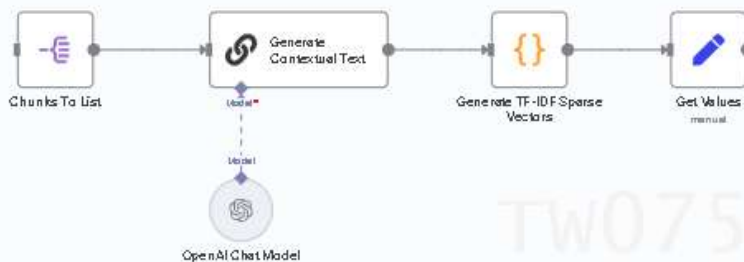 Generate
Contextual Text
Chunks To List
Model*
Generate TF-IDF Sparse
Vectors
Get Values
manual
Model
OpenAI Chat Model
TW075